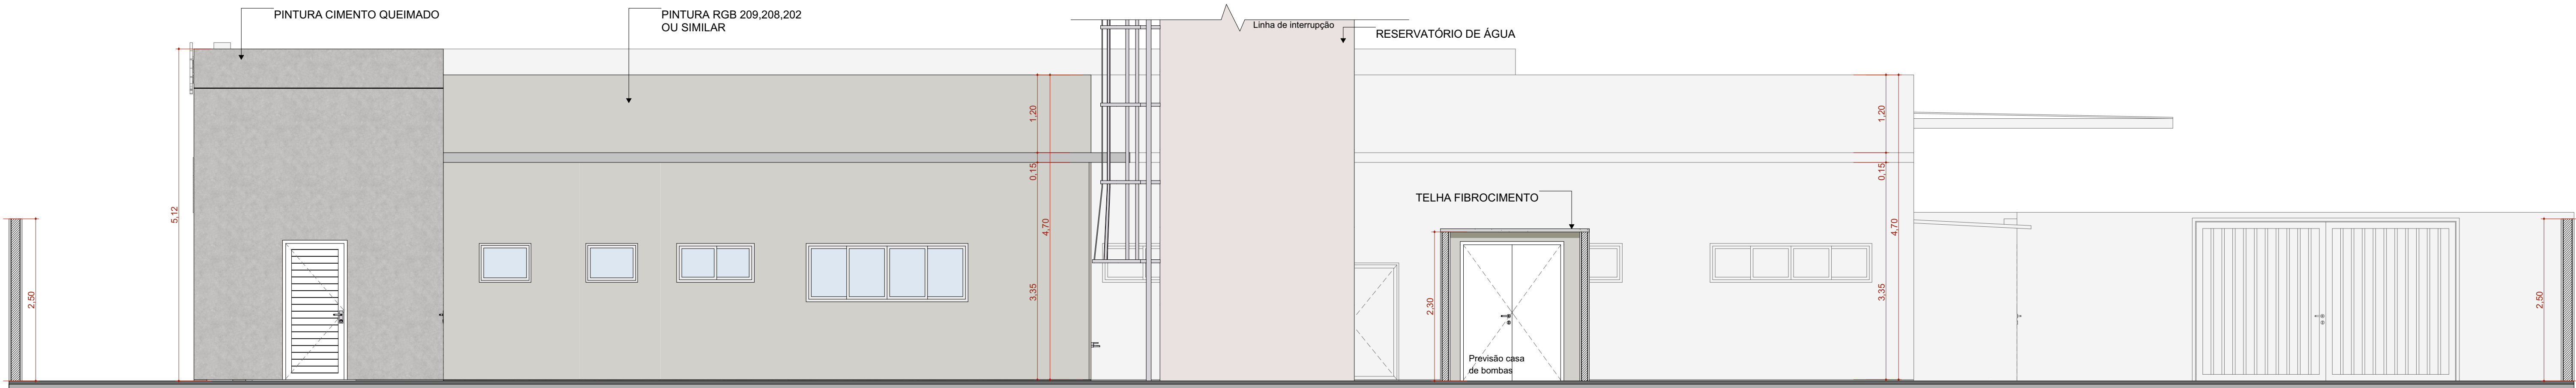 PINTURA CIMENTO QUEIMADO
PINTURA RGB 209,208,202
OU SIMILAR
Linha de interrupção
RESERVATÓRIO DE ÁGUA
1,20
1,20
0,15
0,15
TELHA FIBROCIMENTO
5,12
4,70
4,70
2,50
3,35
2,30
3,35
2,50
Previsão casa
de bombas